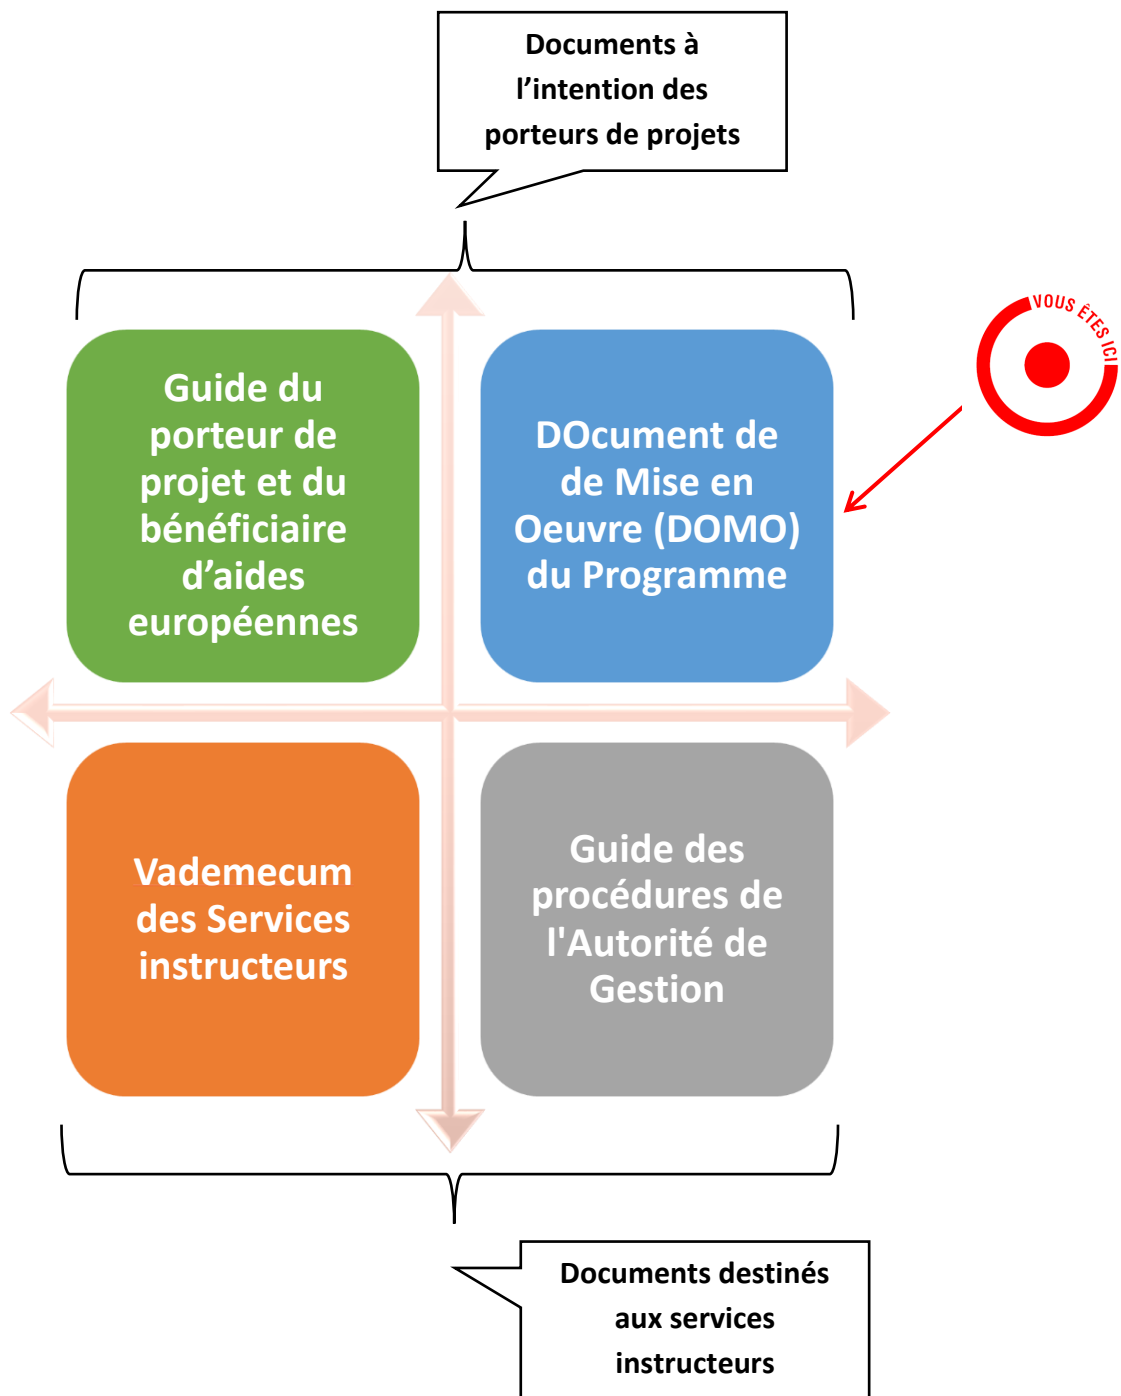 Documents à
l’intention des
porteurs de projets
VOUS ÊTES ICI
Guide du
porteur de
projet et du
bénéficiaire
d’aides
européennes
DOcument de
de Mise en
Oeuvre (DOMO)
du Programme
Vademecum
des Services
instructeurs
Guide des
procédures de
l'Autorité de
Gestion
Documents destinés
aux services
instructeurs